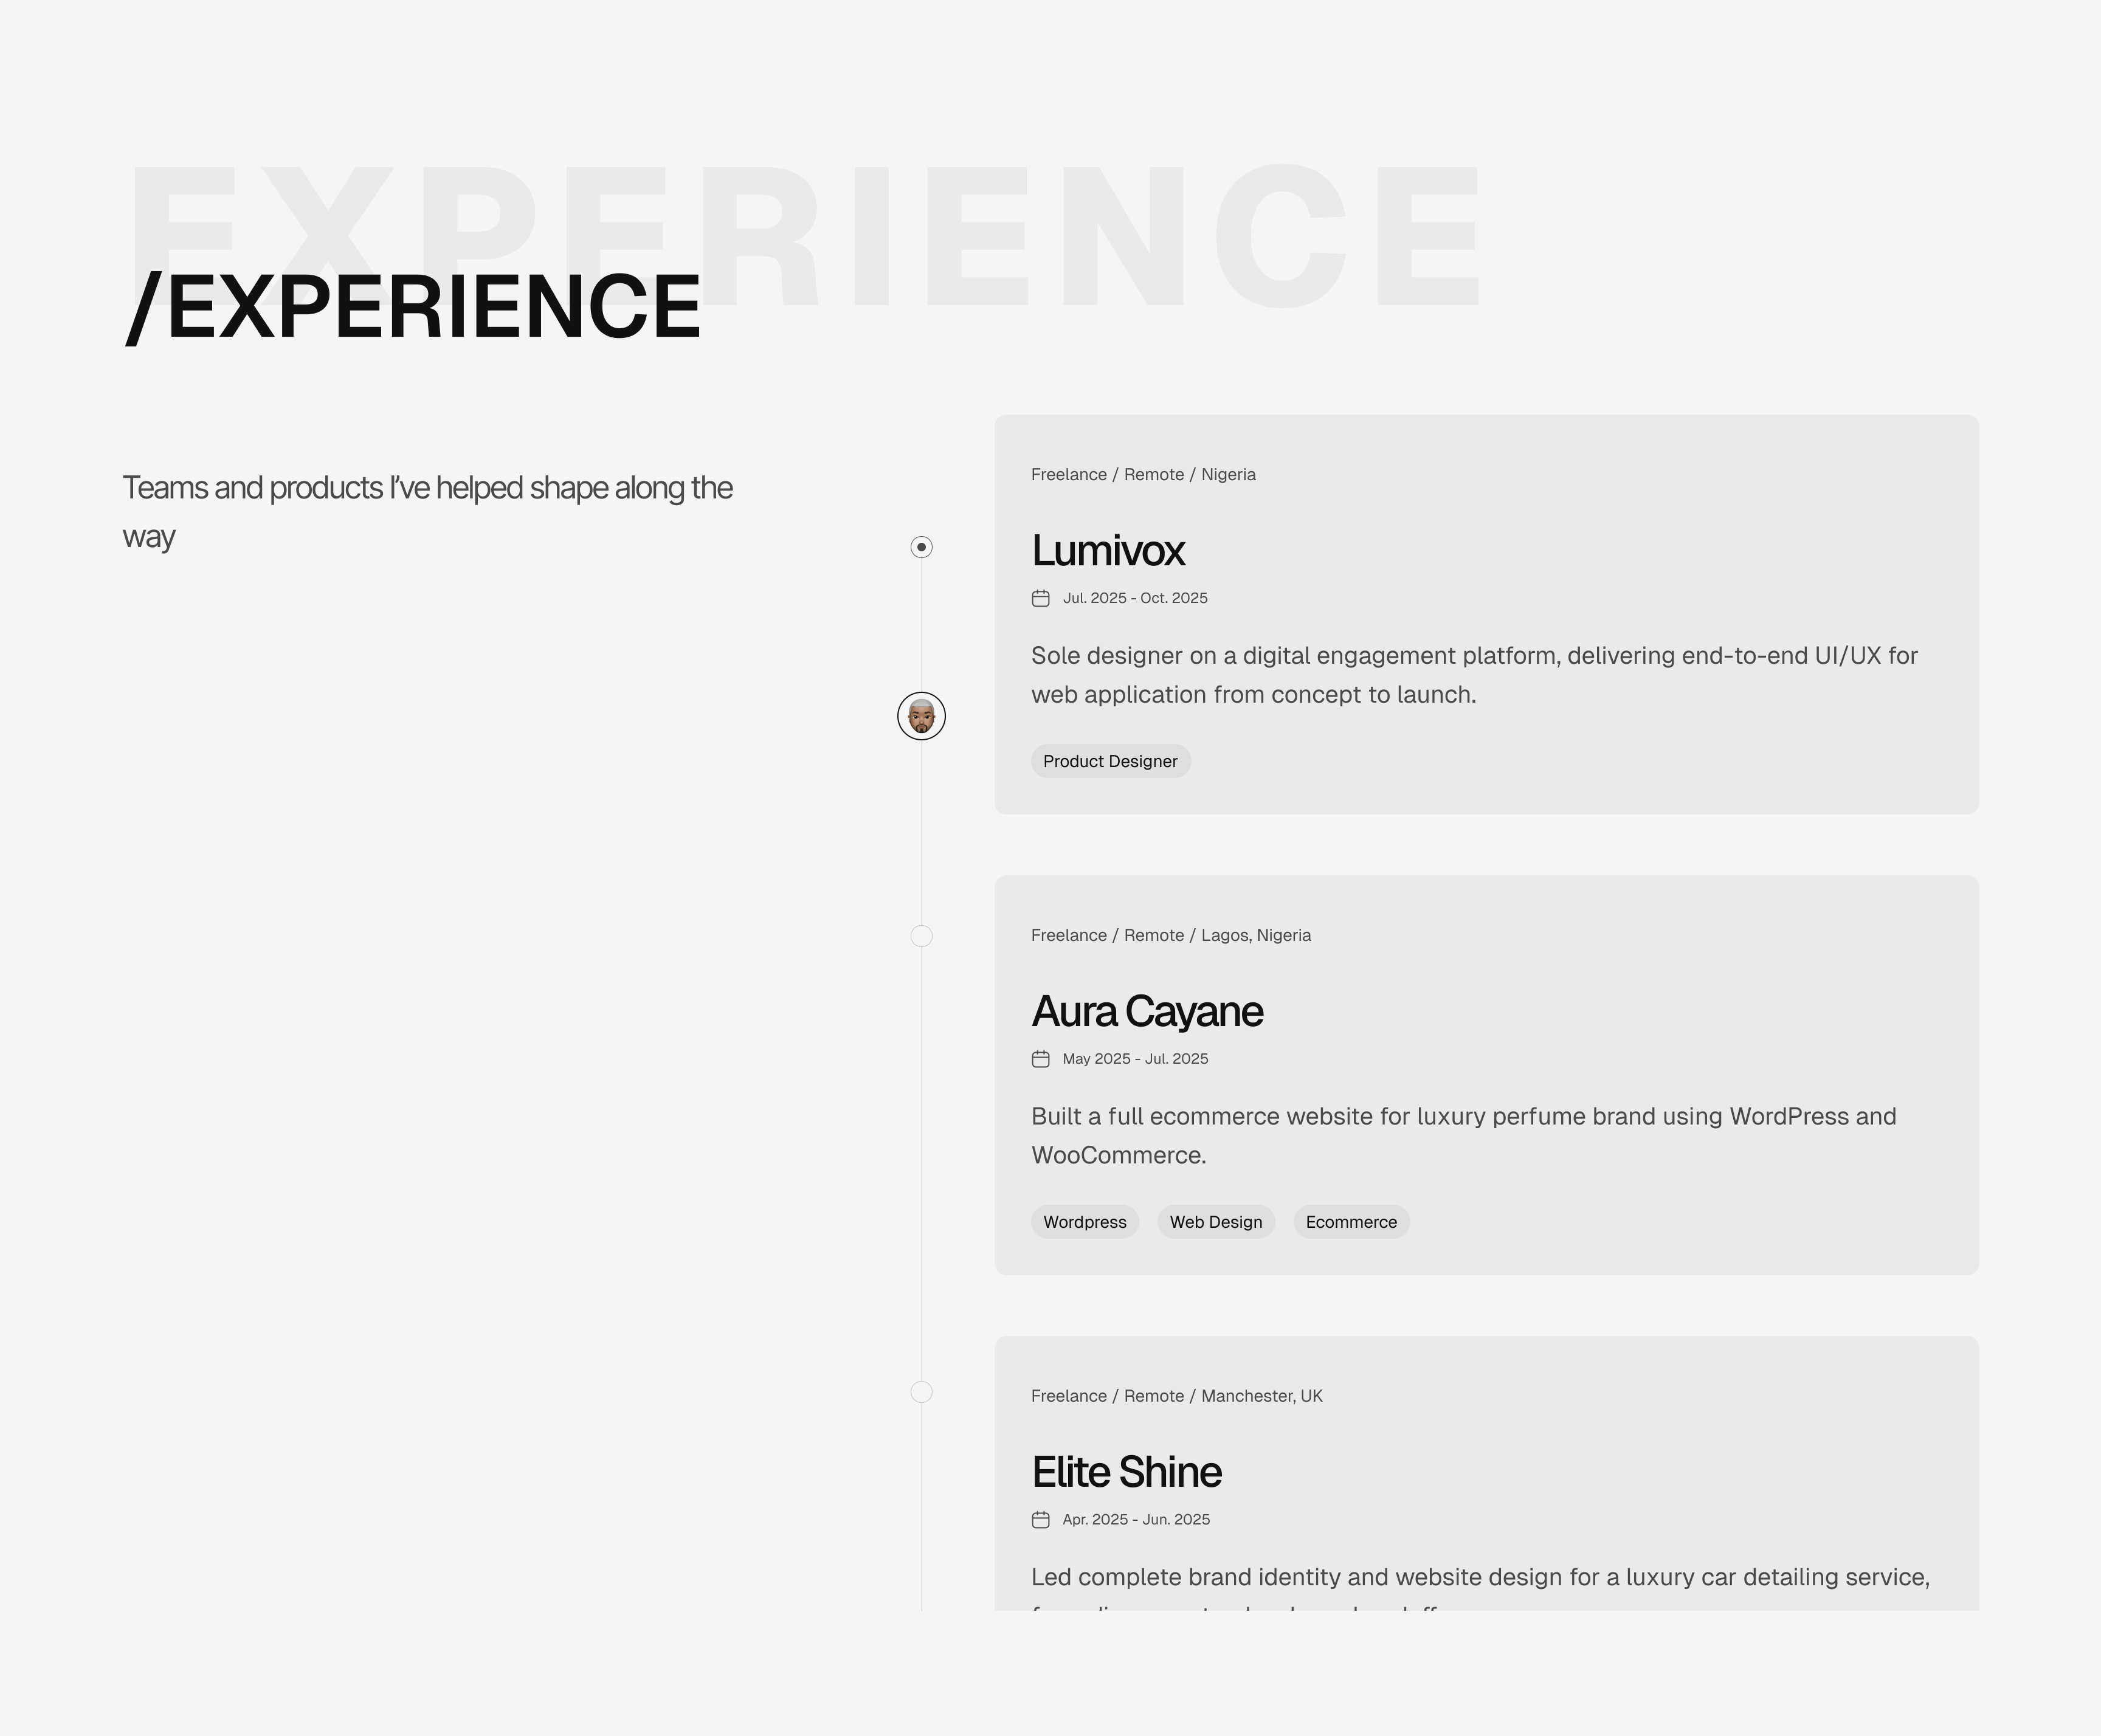 EXPERIENCE
/EXPERIENCE
Teams and products I've helped shape along the
way
Freelance / Remote / Nigeria
Lumivox
Jul. 2025 - Oct. 2025
Sole designer on a digital engagement platform, delivering end-to-end UI/UX for
web application from concept to launch.
Product Designer
Freelance / Remote / Lagos, Nigeria
Aura Cayane
May 2025 - Jul. 2025
Built a full ecommerce website for luxury perfume brand using WordPress and
WooCommerce.
Wordpress Web Design Ecommerce
Freelance / Remote / Manchester, UK
Elite Shine
Apr. 2025 - Jun. 2025
Led complete brand identity and website design for a luxury car detailing service,